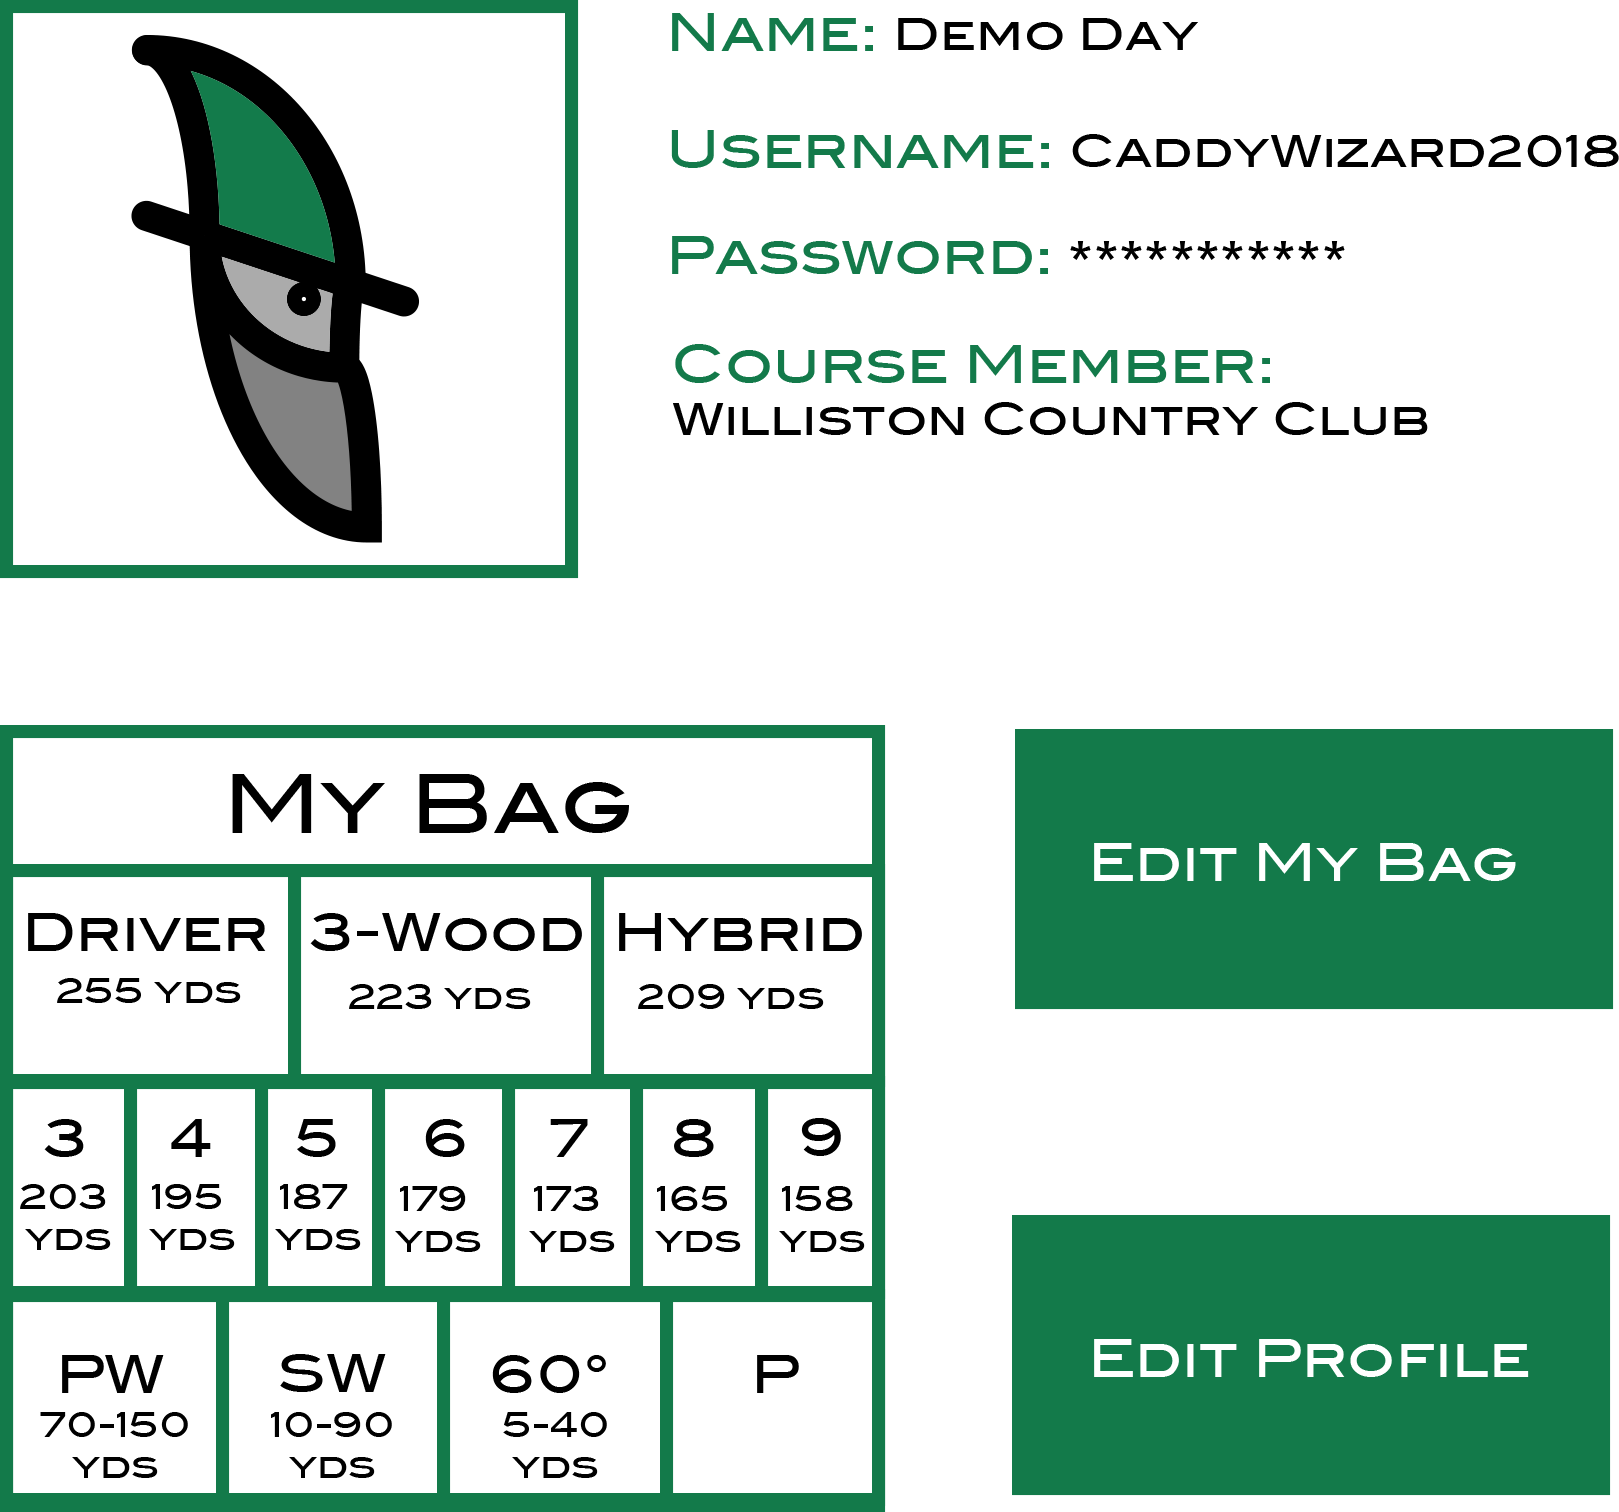 Name: Demo Day
Username: CaddyWizard2018
Password: ***********
Course Member:
Williston Country Club
My Bag
Edit My Bag
Driver
255 yds
3-Wood
223 yds
Hybrid
209 yds
3
203
yds
4
195
yds
5
187
yds
6
179
yds
7
173
yds
8
165
yds
9
158
yds
PW
70-150
yds
SW
10-90
yds
60°
5-40
yds
P
Edit Profile